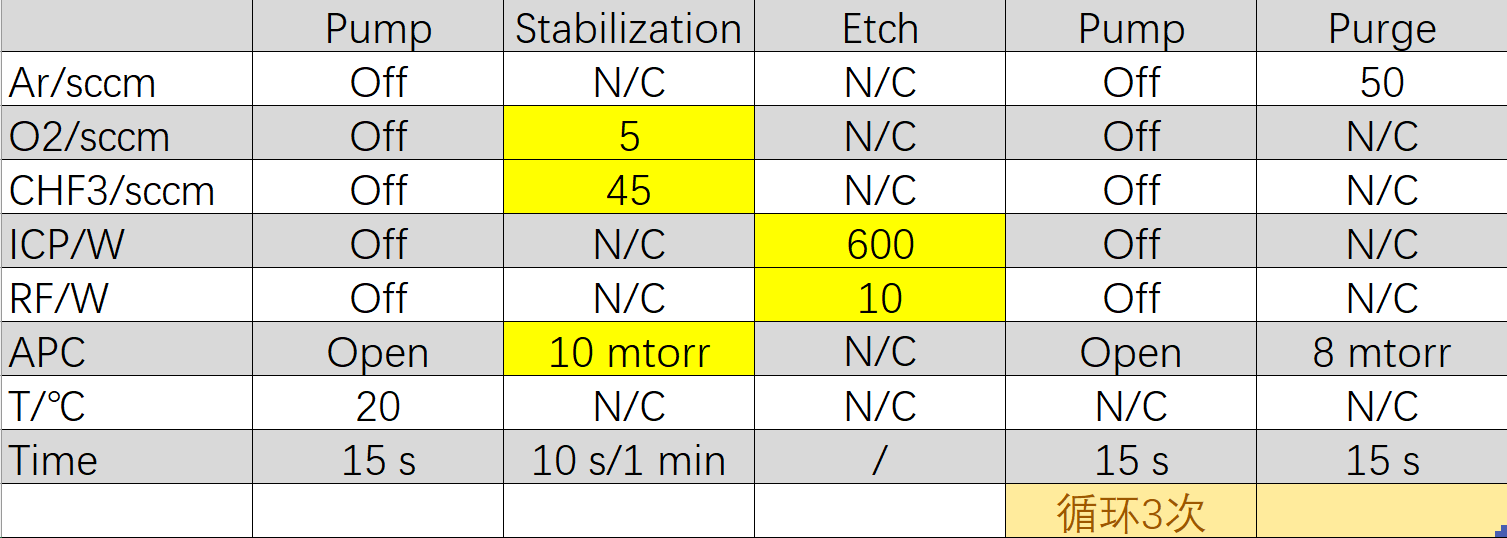 Pump Stabilization Etch Pump Purge
Ar/sccm Off N/C N/C Off 50
O2/sccm Off 5 N/C Off N/C
CHF3/sccm Off 45 N/C Off N/C
ICP/W Off N/C 600 Off N/C
RF/W Off N/C 10 Off N/C
APC Open 10 mtorr N/C Open 8 mtorr
T/℃ 20 N/C N/C N/C N/C
Time 15 s 10 s/1 min / 15 s 15 s
循环3次